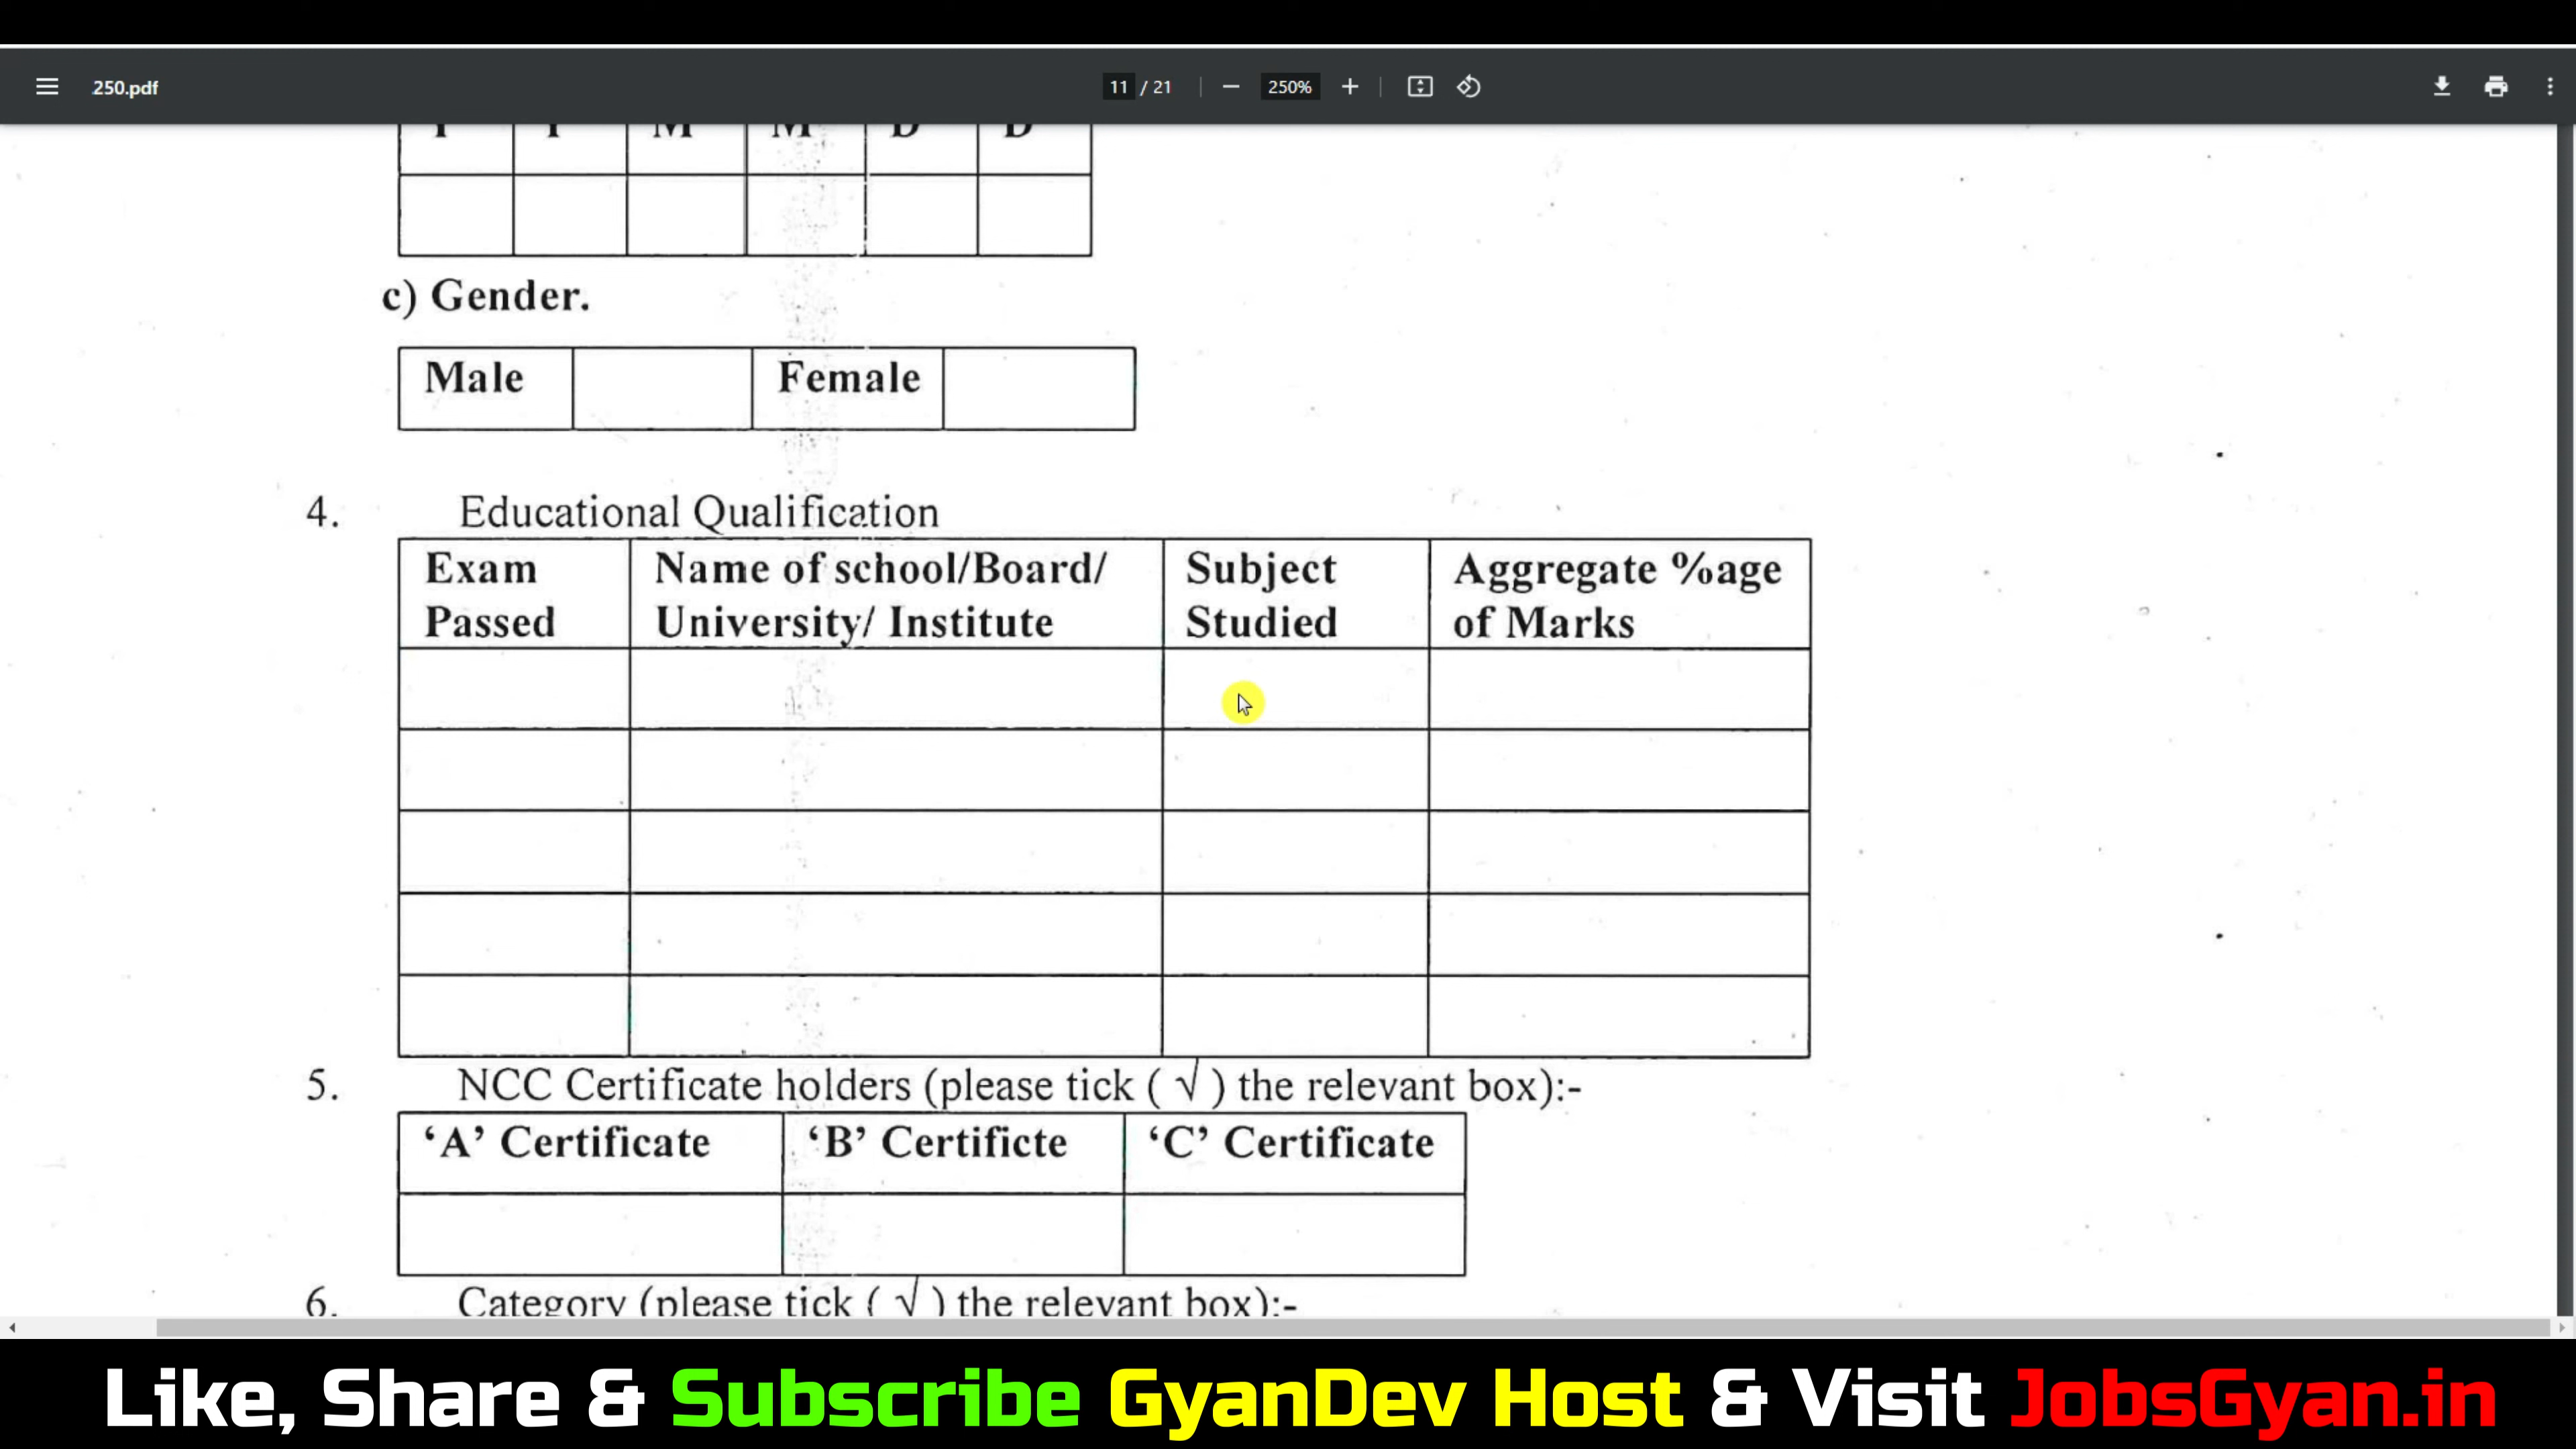 250.pdf
11 / 21
250%
Y Y M M D D
c) Gender.
Male Female
4. Educational Qualification
Exam Passed
Name of school/Board/ University/ Institute
Subject Studied
Aggregate %age of Marks
5. NCC Certificate holders (please tick ( √ ) the relevant box):-
‘A’ Certificate ‘B’ Certificte ‘C’ Certificate
6. Category (please tick ( √ ) the relevant box):-
Like, Share & Subscribe GyanDev Host & Visit JobsGyan.in